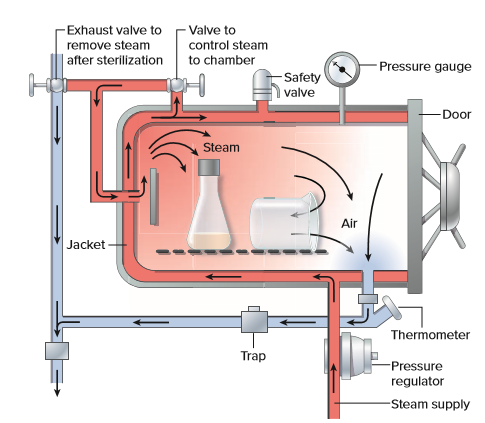 Exhaust valve to
remove steam
after sterilization
Valve to
control steam
to chamber
Safety
valve
Pressure gauge
Door
Steam
Air
Jacket
Thermometer
Trap
Pressure
regulator
Steam supply